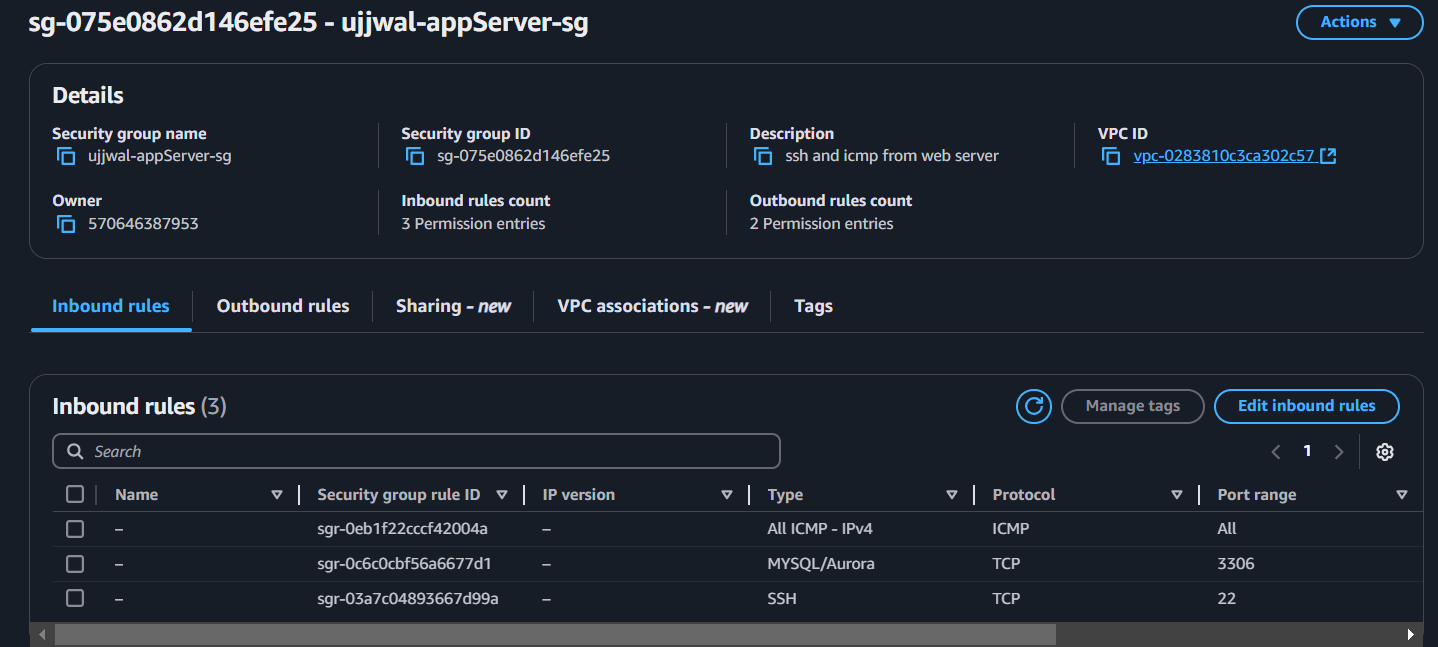 sg-075e0862d146efe25 - ujjwal-appServer-sg
Actions
Details
Security group name
ujjwal-appServer-sg
Security group ID
sg-075e0862d146efe25
Description
ssh and icmp from web server
VPC ID
vpc-0283810c3ca302c57
Owner
570646387953
Inbound rules count
3 Permission entries
Outbound rules count
2 Permission entries
Inbound rules
Outbound rules
Sharing - new
VPC associations - new
Tags
Inbound rules (3)
Manage tags
Edit inbound rules
Search
1
Name Security group rule ID IP version Type Protocol Port range
– sgr-0eb1f22cccf42004a – All ICMP - IPv4 ICMP All
– sgr-0c6c0cbf56a6677d1 – MYSQL/Aurora TCP 3306
– sgr-03a7c04893667d99a – SSH TCP 22